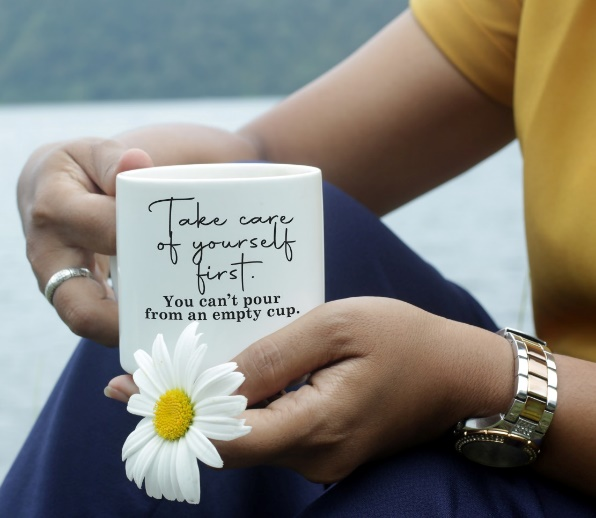 Take care
of yourself
first.
You can't pour
from an empty cup.